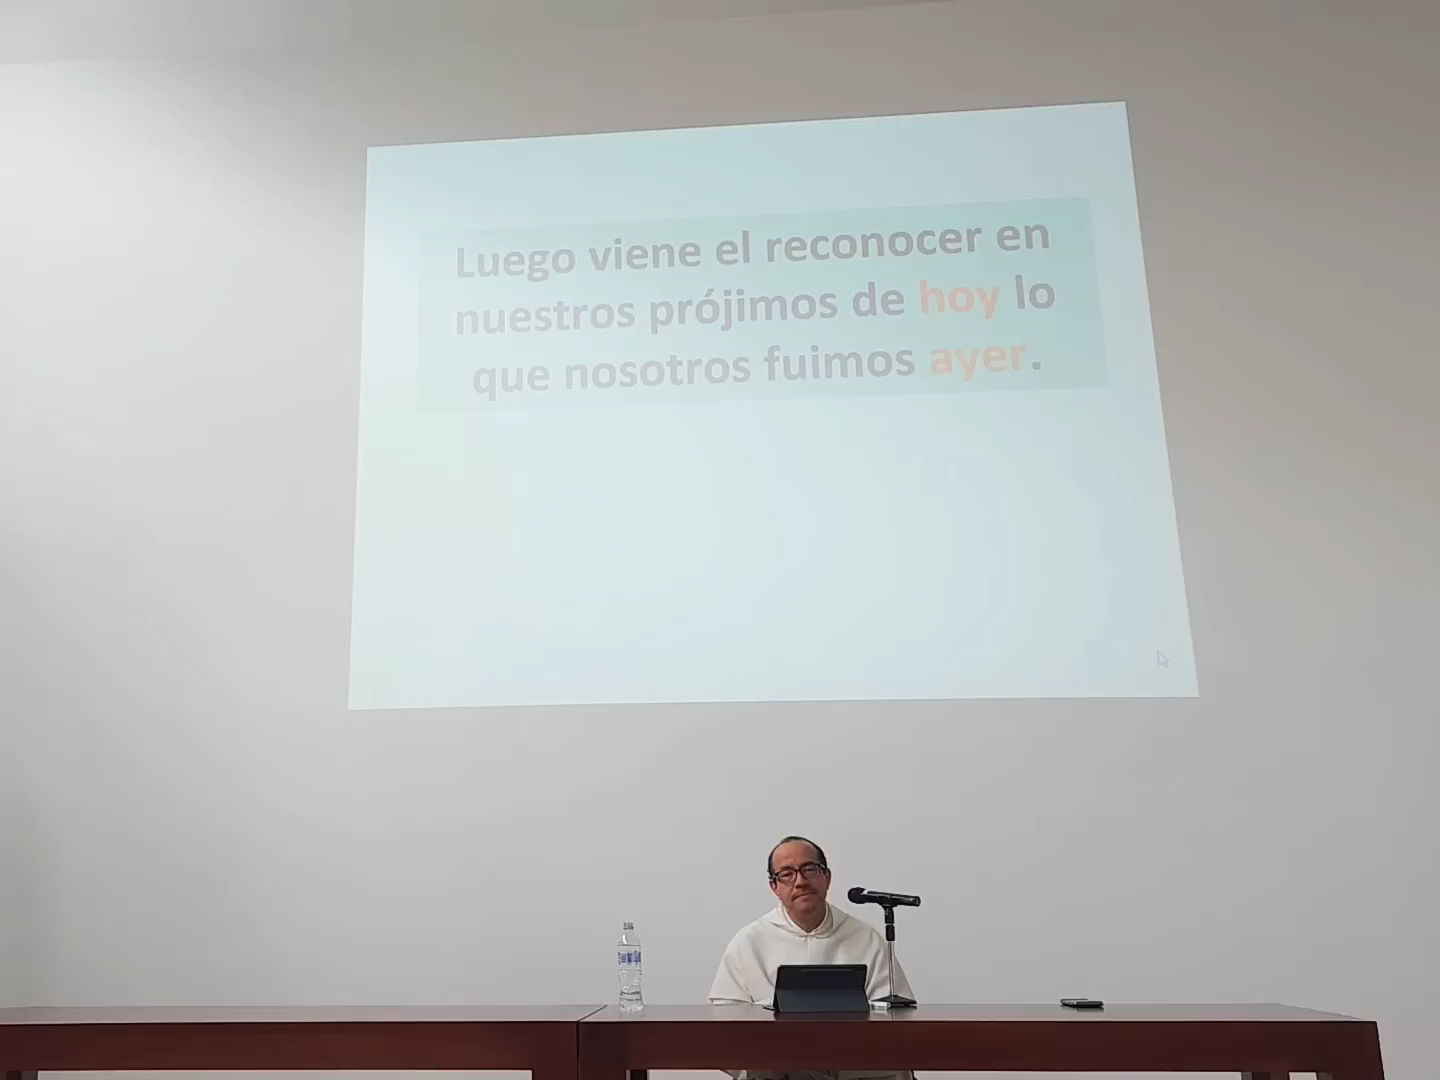 Luego viene el reconocer en
nuestros prójimos de hoy lo
que nosotros fuimos ayer.